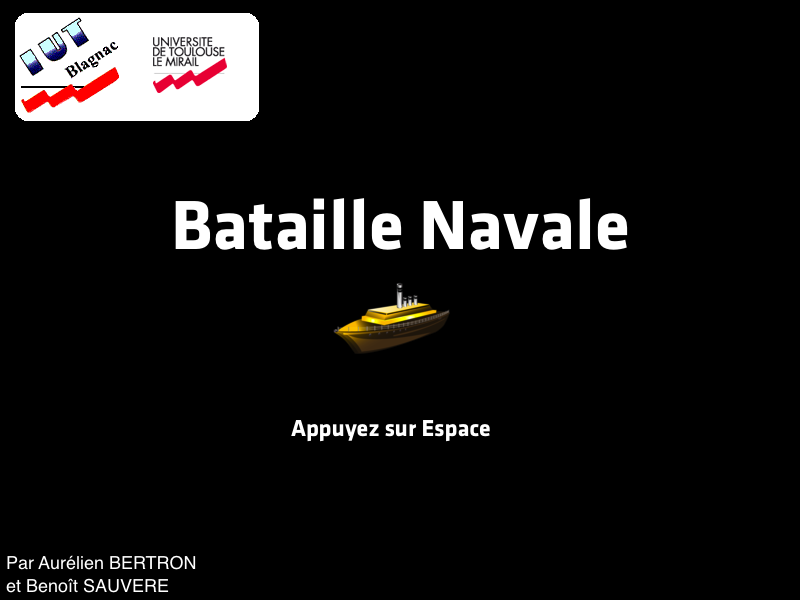 IUT
Blagnac
UNIVERSITE
DE TOULOUSE
LE MIRAIL
Bataille Navale
Appuyez sur Espace
Par Aurélien BERTRON
et Benoît SAUVERE